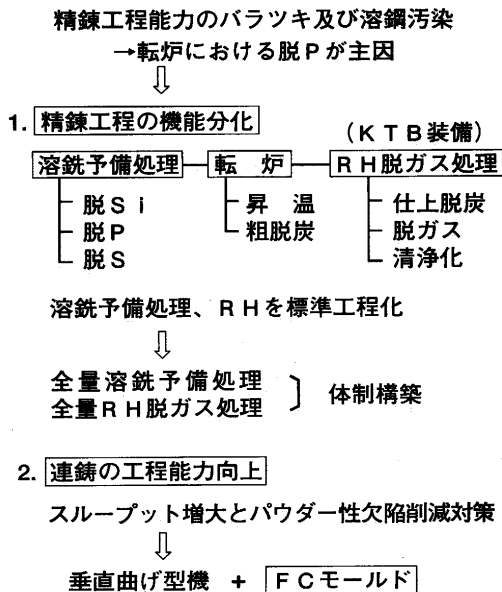 精錬工程能力のバラツキ及び溶鋼汚染
→転炉における脱Pが主因
⇩
1. 精錬工程の機能分化
(KTB装備)
溶銑予備処理 転 炉 RH脱ガス処理
脱Si 昇 温 仕上脱炭
脱P 粗脱炭 脱ガス
脱S 清浄化
溶銑予備処理、RHを標準工程化
⇩
全量溶銑予備処理
全量RH脱ガス処理 } 体制構築
2. 連鋳の工程能力向上
スループット増大とパウダー性欠陥削減対策
⇩
垂直曲げ型機 + FCモールド